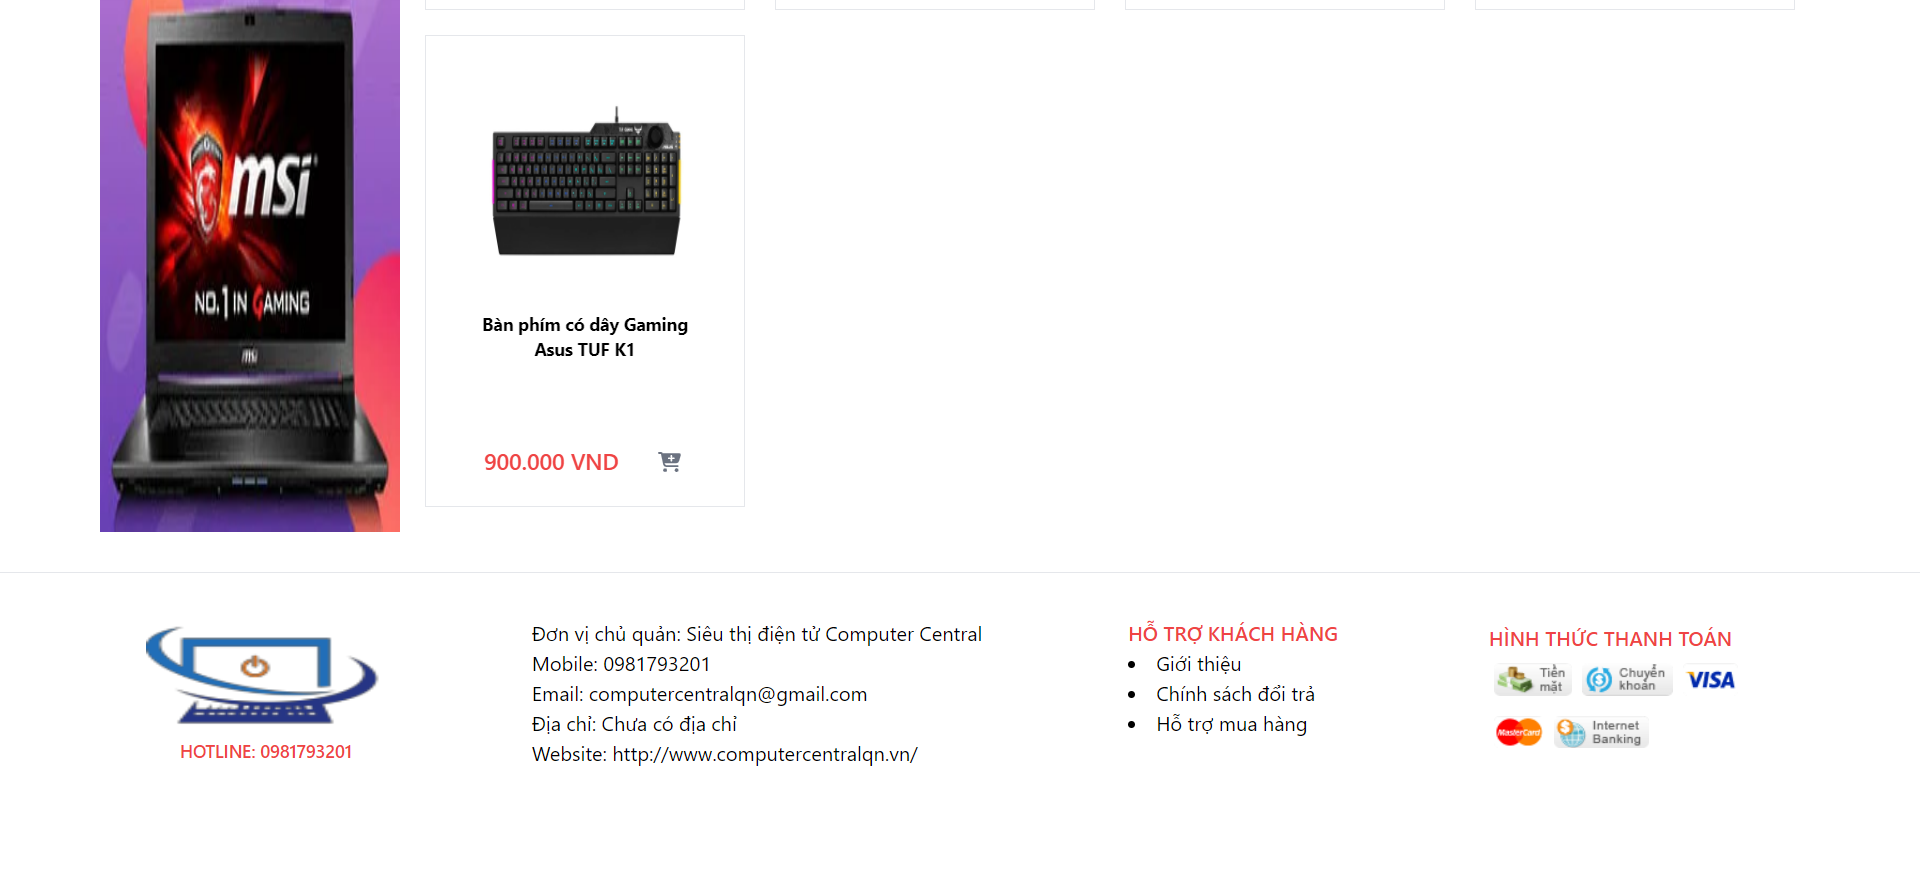 msi
NO.1 IN GAMING
msi
Bàn phím có dây Gaming
Asus TUF K1
900.000 VND
HOTLINE: 0981793201
Đơn vị chủ quản: Siêu thị điện tử Computer Central
Mobile: 0981793201
Email: computercentralqn@gmail.com
Địa chỉ: Chưa có địa chỉ
Website: http://www.computercentralqn.vn/
HỖ TRỢ KHÁCH HÀNG
Giới thiệu
Chính sách đổi trả
Hỗ trợ mua hàng
HÌNH THỨC THANH TOÁN
Tiền
mặt
Chuyển
khoản
VISA
MasterCard
Internet
Banking